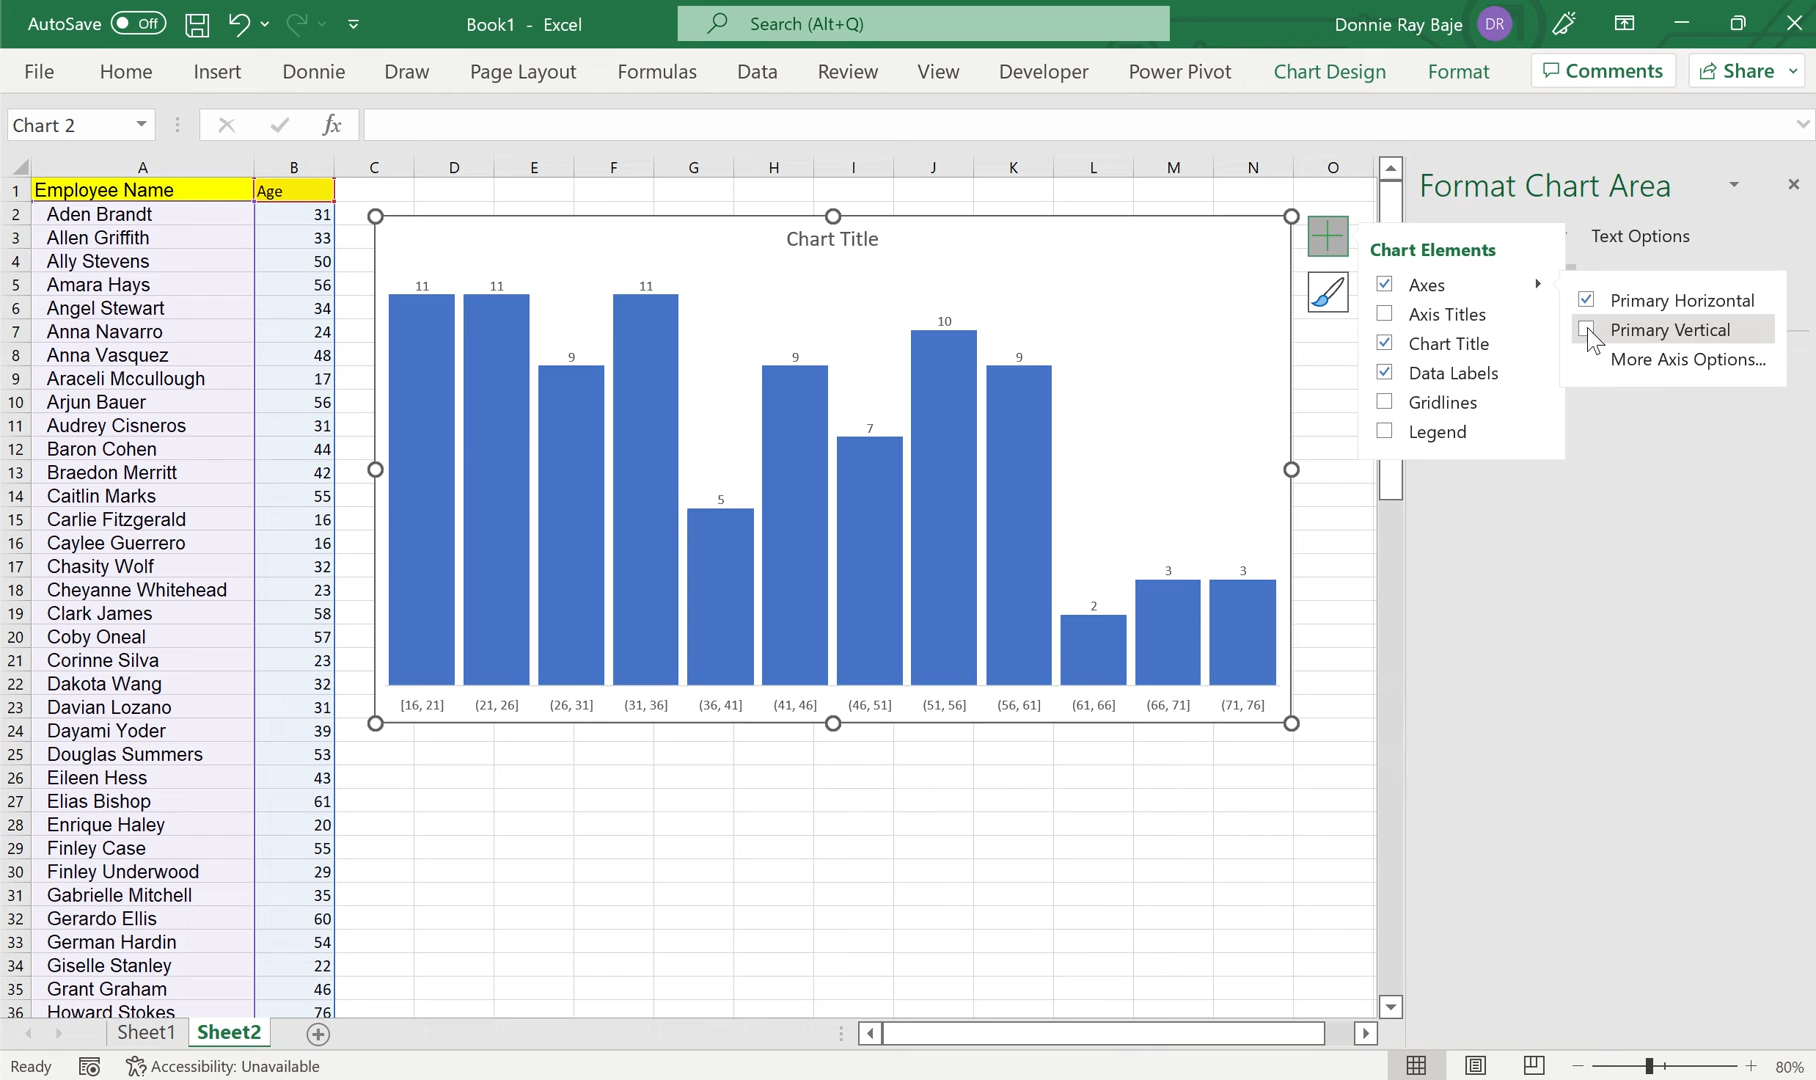 AutoSave Off Book1 - Excel Search (Alt+Q) Donnie Ray Baje DR
File Home Insert Donnie Draw Page Layout Formulas Data Review View Developer Power Pivot Chart Design Format Comments Share
Chart 2 fx
A B C D E F G H I J K L M N O
1 Employee Name Age
2 Aden Brandt 31
3 Allen Griffith 33
4 Ally Stevens 50
5 Amara Hays 56
6 Angel Stewart 34
7 Anna Navarro 24
8 Anna Vasquez 48
9 Araceli Mccullough 17
10 Arjun Bauer 56
11 Audrey Cisneros 31
12 Baron Cohen 44
13 Braedon Merritt 42
14 Caitlin Marks 55
15 Carlie Fitzgerald 16
16 Caylee Guerrero 16
17 Chasity Wolf 32
18 Cheyanne Whitehead 23
19 Clark James 58
20 Coby Oneal 57
21 Corinne Silva 23
22 Dakota Wang 32
23 Davian Lozano 31
24 Dayami Yoder 39
25 Douglas Summers 53
26 Eileen Hess 43
27 Elias Bishop 61
28 Enrique Haley 20
29 Finley Case 55
30 Finley Underwood 29
31 Gabrielle Mitchell 35
32 Gerardo Ellis 60
33 German Hardin 54
34 Giselle Stanley 22
35 Grant Graham 46
36 Howard Stokes 76
Chart Title
11 11 9 11 5 9 7 10 9 2 3 3
[16, 21] (21, 26] (26, 31] (31, 36] (36, 41] (41, 46] (46, 51] (51, 56] (56, 61] (61, 66] (66, 71] (71, 76]
Format Chart Area
Text Options
Chart Elements
Axes
Axis Titles
Chart Title
Data Labels
Gridlines
Legend
Primary Horizontal
Primary Vertical
More Axis Options...
Sheet1 Sheet2
Ready Accessibility: Unavailable 80%